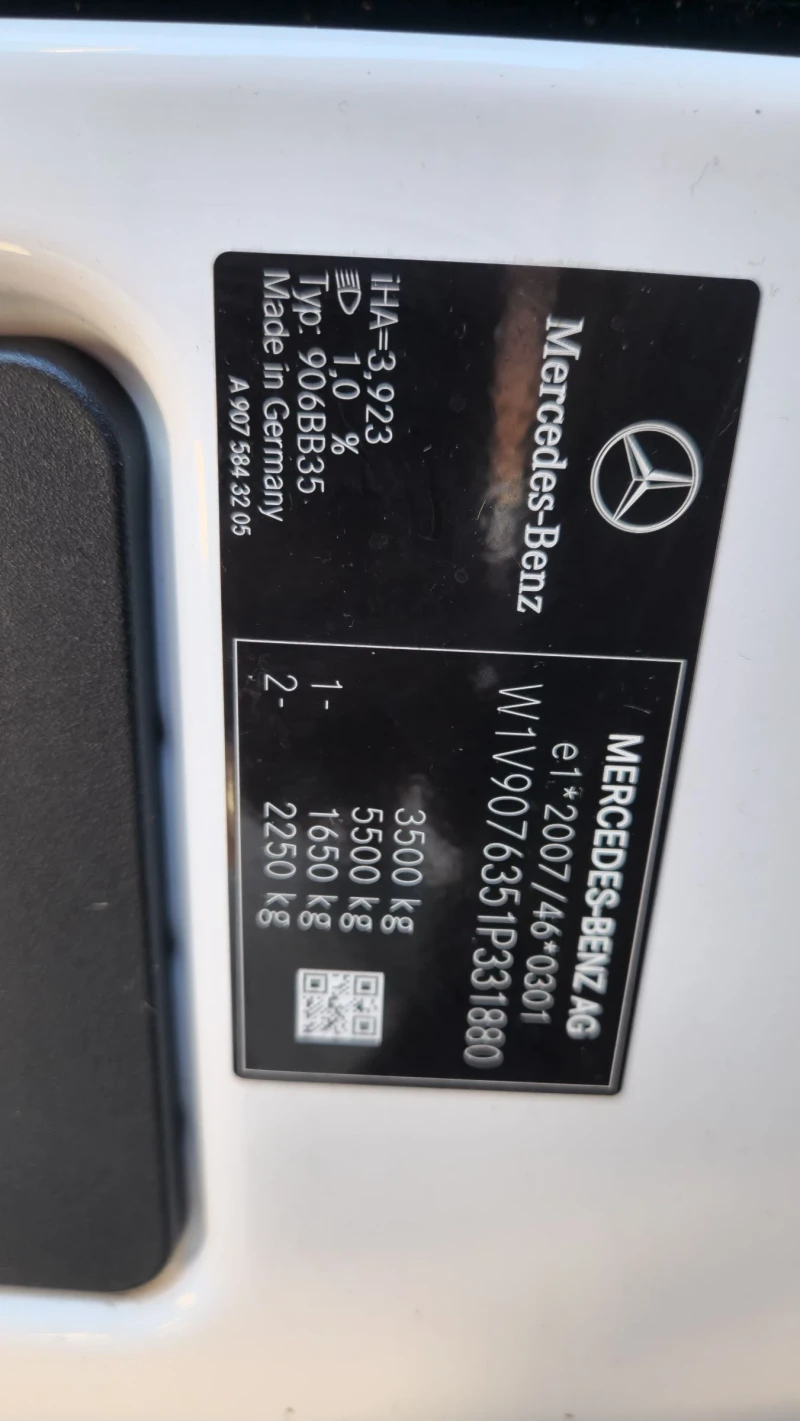 Mercedes-Benz
iHA=3,923
1,0 %
Typ: 906BB35
Made in Germany
A 907 584 32 05
MERCEDES-BENZ AG
e1*2007/46*0301
W1V9076351P331880
3500 kg
5500 kg
1- 1650 kg
2- 2250 kg